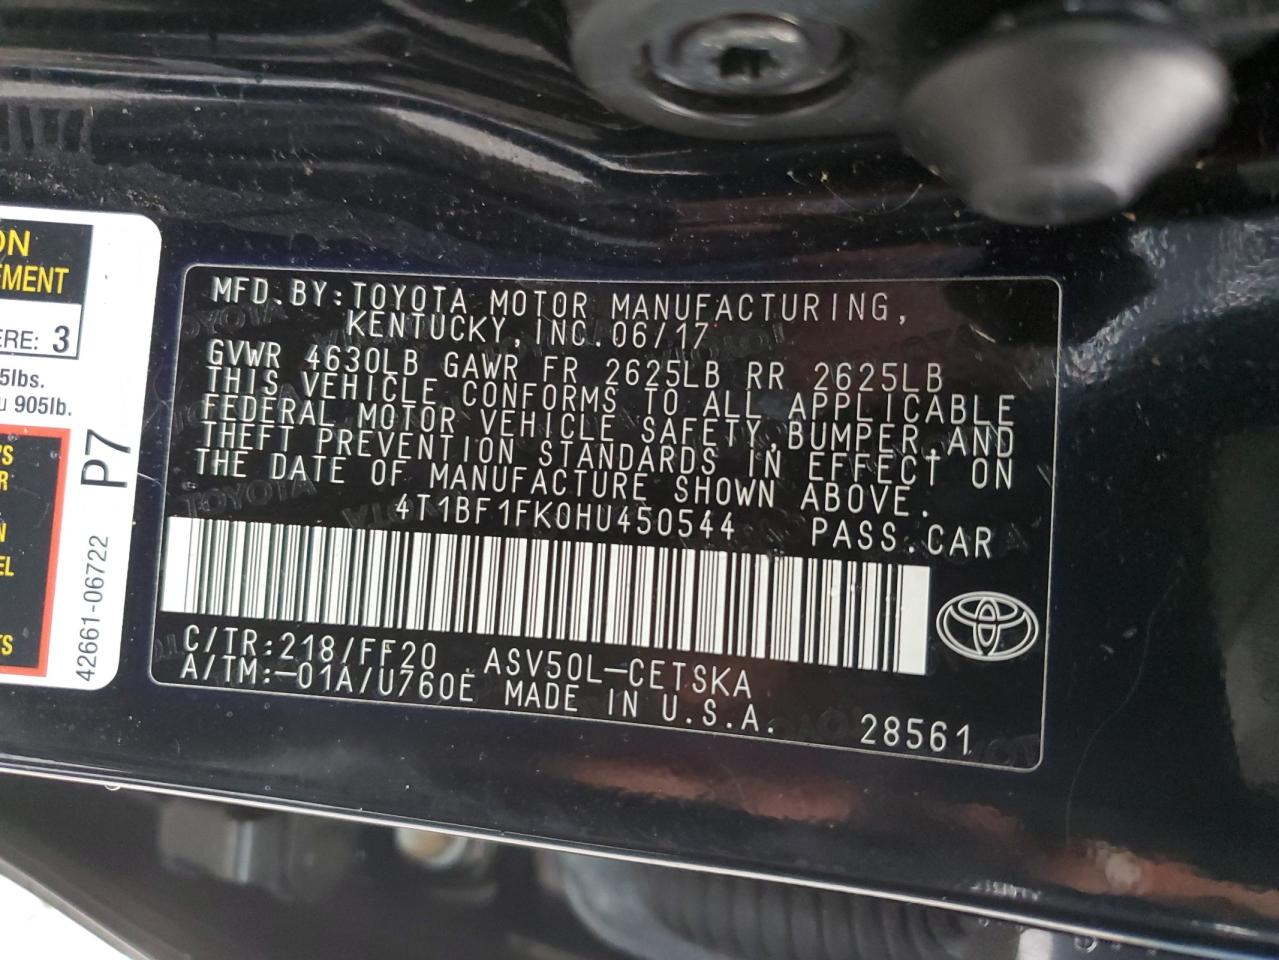 ON
EMENT
ERE: 3
5lbs.
905lb.
P7
42661-06722
MFD.BY:TOYOTA MOTOR MANUFACTURING,
KENTUCKY,INC.06/17
GVWR 4630LB GAWR FR 2625LB RR 2625LB
THIS VEHICLE CONFORMS TO ALL APPLICABLE
FEDERAL MOTOR VEHICLE SAFETY,BUMPER,AND
THEFT PREVENTION STANDARDS IN EFFECT ON
THE DATE OF MANUFACTURE SHOWN ABOVE.
4T1BF1FK0HU450544 PASS.CAR
C/TR:218/FF20 ASV50L-CETSKA
A/TM:-01A/U760E MADE IN U.S.A.
28561